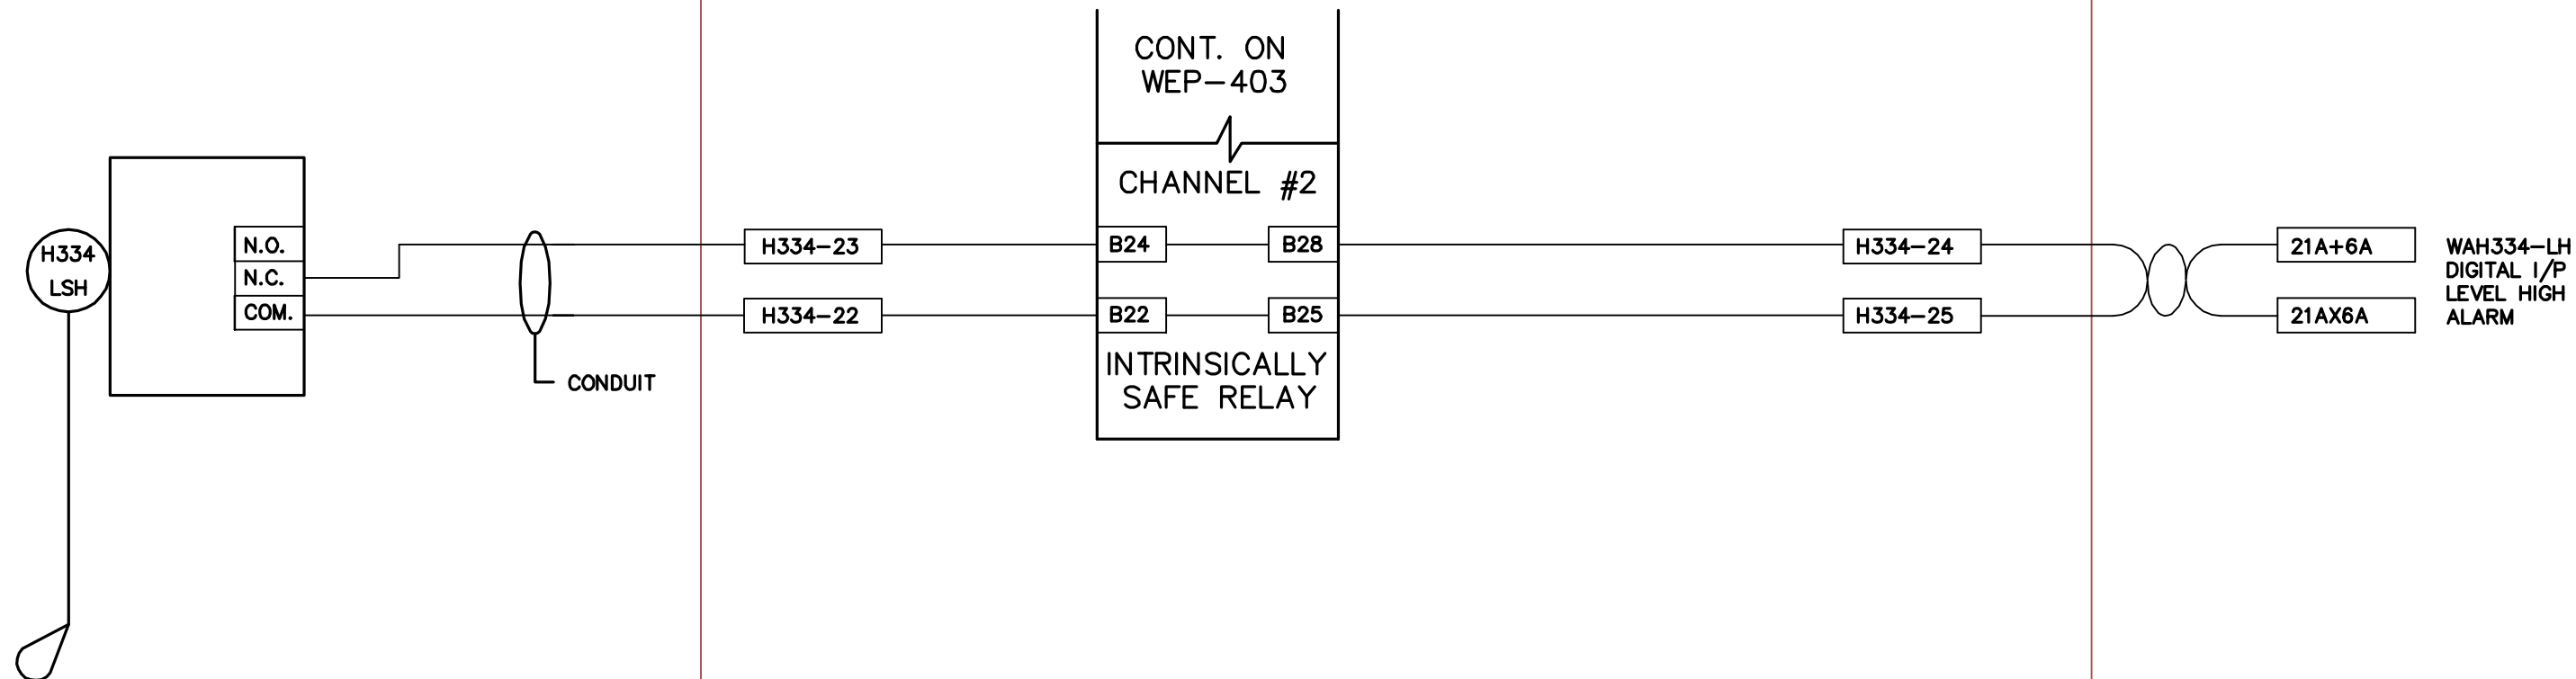 CONT. ON
WEP-403
CHANNEL #2
H334
LSH
N.O.
N.C.
COM.
CONDUIT
H334-23
H334-22
B24
B28
B22
B25
INTRINSICALLY
SAFE RELAY
H334-24
H334-25
21A+6A
21AX6A
WAH334-LH
DIGITAL I/P
LEVEL HIGH
ALARM